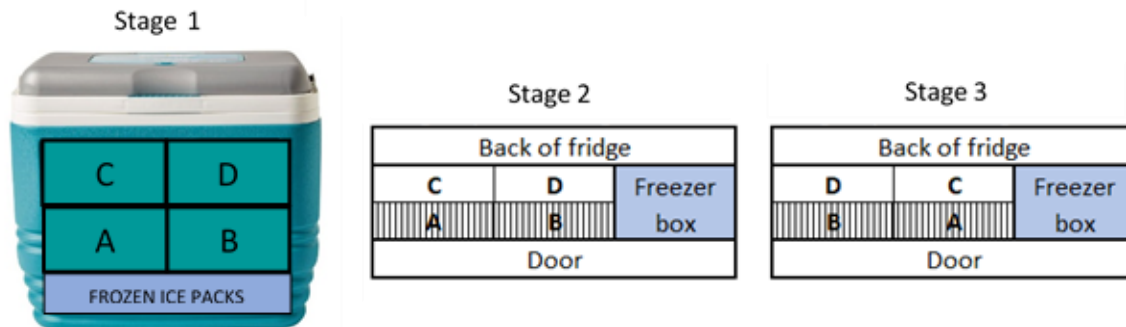 Stage 1
C D
A B
FROZEN ICE PACKS
Stage 2
Back of fridge
C D Freezer
A B box
Door
Stage 3
Back of fridge
D C Freezer
B A box
Door